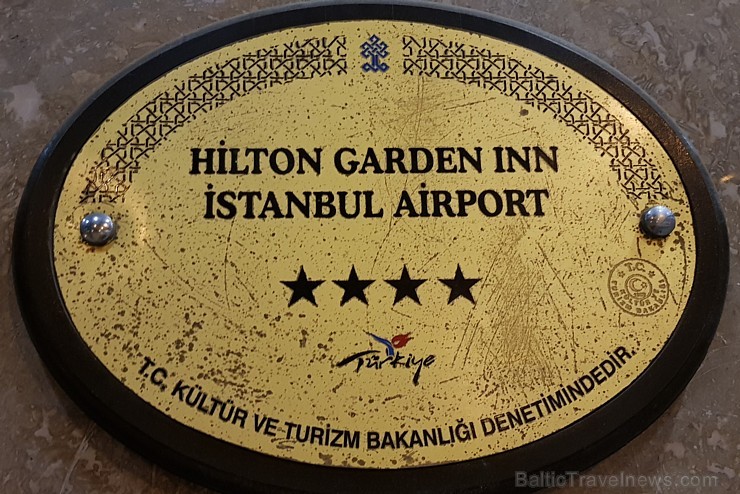 HİLTON GARDEN INN
İSTANBUL AİRPORT
Türkiye
T.C. KÜLTÜR VE TURİZM BAKANLIĞI DENETİMİNDEDİR.
T.C.
BalticTravelnews.com